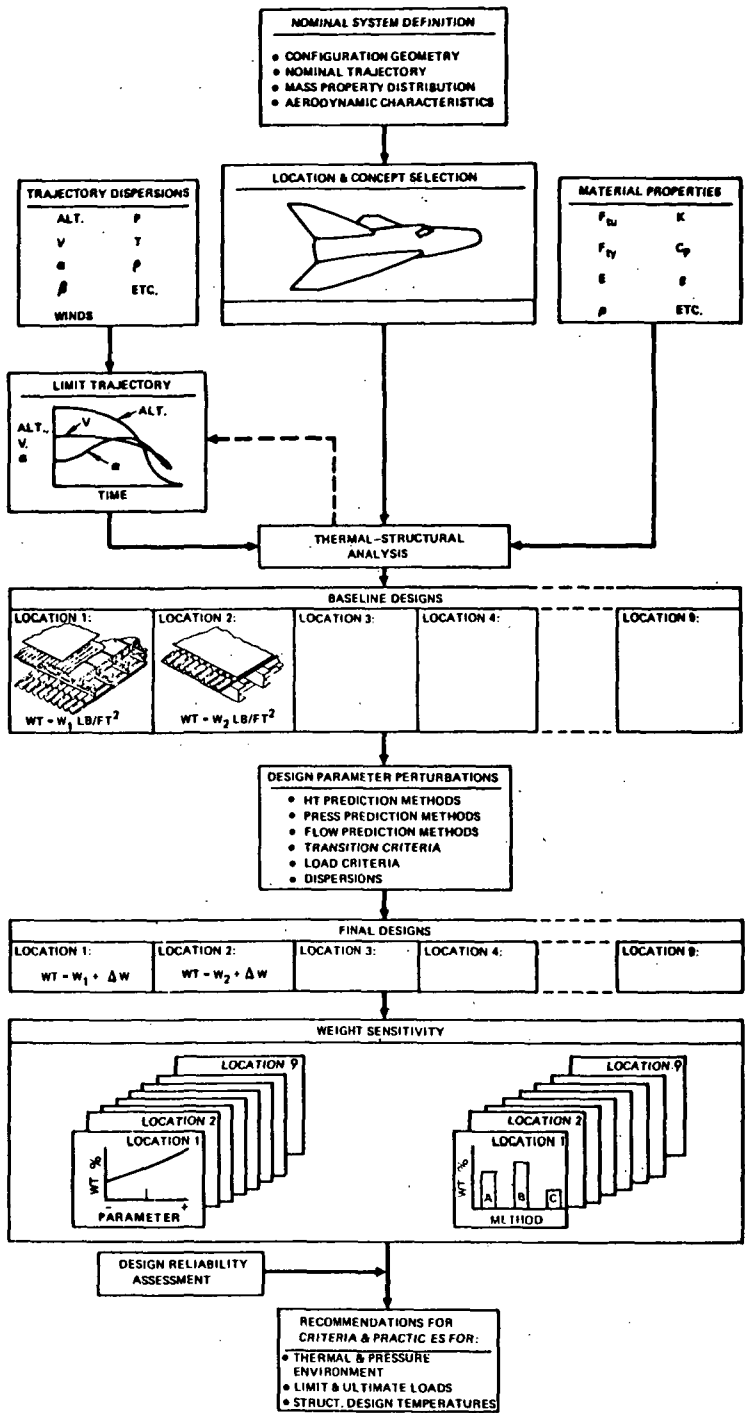 NOMINAL SYSTEM DEFINITION
• CONFIGURATION GEOMETRY
• NOMINAL TRAJECTORY
• MASS PROPERTY DISTRIBUTION
• AERODYNAMIC CHARACTERISTICS
TRAJECTORY DISPERSIONS
ALT. P
V T
α ρ
β ETC.
WINDS
LOCATION & CONCEPT SELECTION
MATERIAL PROPERTIES
F_tu K
F_ty C_p
E ε
ρ ETC.
LIMIT TRAJECTORY
ALT.
V
ALT.,
V,
α
α
TIME
THERMAL-STRUCTURAL
ANALYSIS
BASELINE DESIGNS
LOCATION 1: LOCATION 2: LOCATION 3: LOCATION 4: LOCATION 9:
WT = W₁ LB/FT² WT = W₂ LB/FT²
DESIGN PARAMETER PERTURBATIONS
• HT PREDICTION METHODS
• PRESS PREDICTION METHODS
• FLOW PREDICTION METHODS
• TRANSITION CRITERIA
• LOAD CRITERIA
• DISPERSIONS
FINAL DESIGNS
LOCATION 1: LOCATION 2: LOCATION 3: LOCATION 4: LOCATION 9:
WT = W₁ + ΔW WT = W₂ + ΔW
WEIGHT SENSITIVITY
LOCATION 9
LOCATION 2
LOCATION 1
WT %
− +
PARAMETER
LOCATION 9
LOCATION 2
LOCATION 1
WT %
A B C
METHOD
DESIGN RELIABILITY
ASSESSMENT
RECOMMENDATIONS FOR
CRITERIA & PRACTICES FOR:
• THERMAL & PRESSURE
ENVIRONMENT
• LIMIT & ULTIMATE LOADS
• STRUCT. DESIGN TEMPERATURES